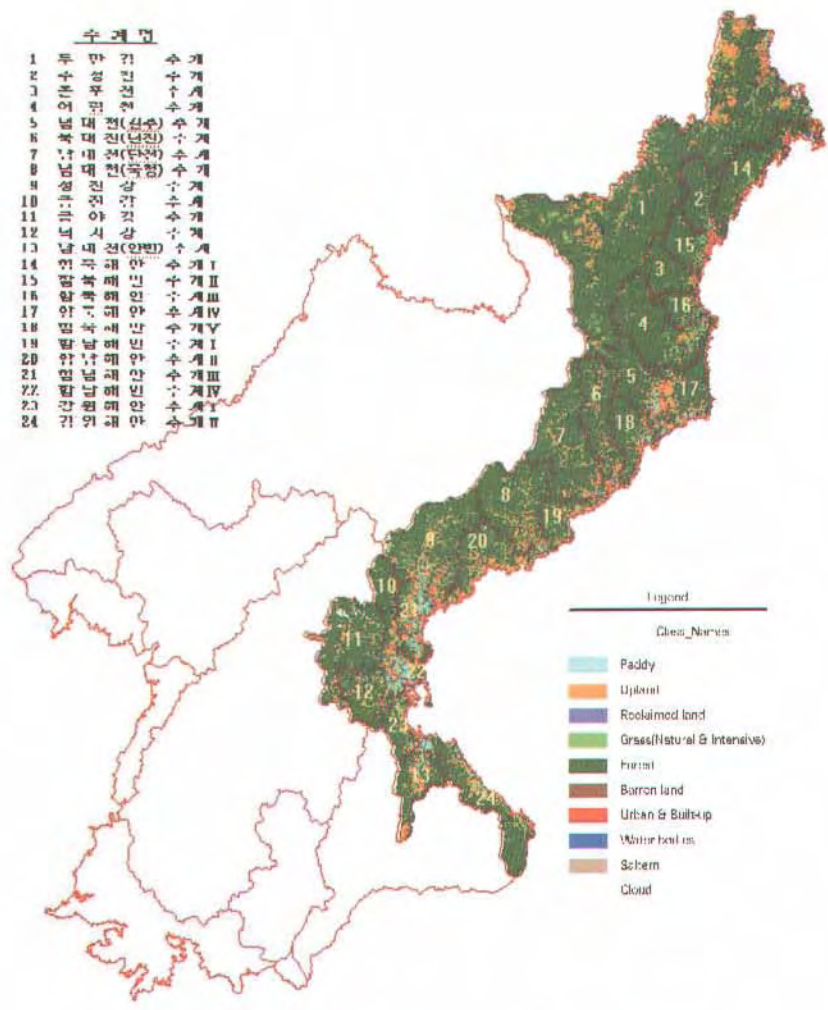 1 두 만 강 수 계
2 수 성 천 수 계
3 수 계
4 어 랑 천 수 계
5 남 대 천(길주) 수 계
6 북 대 천 수 계
7 남 대 천(단천) 수 계
8 남 대 천 수 계
9 성 천 강 수 계
10 금 진 강 수 계
11 금 야 강 수 계
12 강 수 계
13 남 대 천(안변) 수 계
14 함 북 해 안 수 계 I
15 함 북 해 안 수 계 II
16 함 북 해 안 수 계 III
17 함 북 해 안 수 계 IV
18 함 북 해 안 수 계 V
19 함 남 해 안 수 계 I
20 함 남 해 안 수 계 II
21 함 남 해 안 수 계 III
22 함 남 해 안 수 계 IV
23 강 원 해 안 수 계 I
24 강 원 해 안 수 계 II
14
1
2
15
3
16
4
5
6
17
18
7
8
19
9
20
10
11
12
13
24
Legend
Class_Names
Paddy
Upland
Reclaimed land
Grass(Natural & Intensive)
Forest
Barren land
Urban & Built-up
Water bodies
Saltern
Cloud